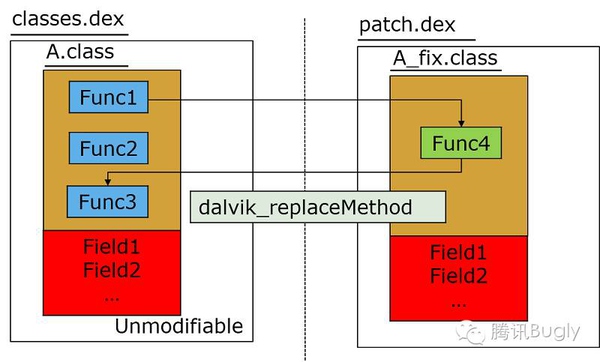 classes.dex
A.class
Func1
Func2
Func3
Field1
Field2
...
Unmodifiable
dalvik_replaceMethod
patch.dex
A_fix.class
Func4
Field1
Field2
...
腾讯Bugly